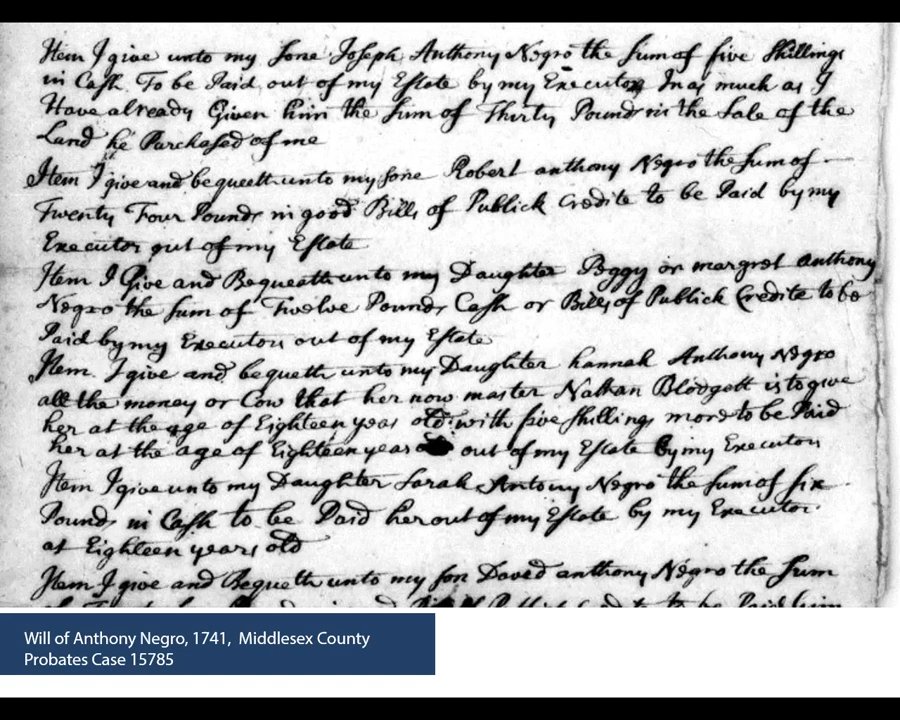 Item I give unto my sone Joseph Anthony Negro the Sum of five Shillings
in Cash To be Paid out of my Estate by my Executor In as much as I
Have already Given him the Sum of Thirty Pounds in the Sale of the
Land he Purchased of me
Item I give and bequeeth unto my sone Robert anthony Negro the Sum of
Twenty Four Pounds in good Bills of Publick Credite to be Paid by my
Executor out of my Estate
Item I Give and Bequeath unto my Daughter Peggy or margret anthony
Negro the Sum of Twelve Pounds Cash or Bills of Publick Credite to be
Paid by my Executor out of my Estate
Item I give and bequeth unto my Daughter hannah Anthony Negro
all the money or Cow that her now master Nathan Blodgett is to give
her at the age of Eighteen years old with five shillings more to be Paid
her at the age of Eighteen years out of my Estate by my Executor
Item I give unto my Daughter Sarah Antony Negro the sum of six
Pounds in Cash to be Paid her out of my Estate by my Executor
at Eighteen years old
Item I give and Bequeth unto my son David anthony Negro the Sum
Will of Anthony Negro, 1741, Middlesex County
Probates Case 15785